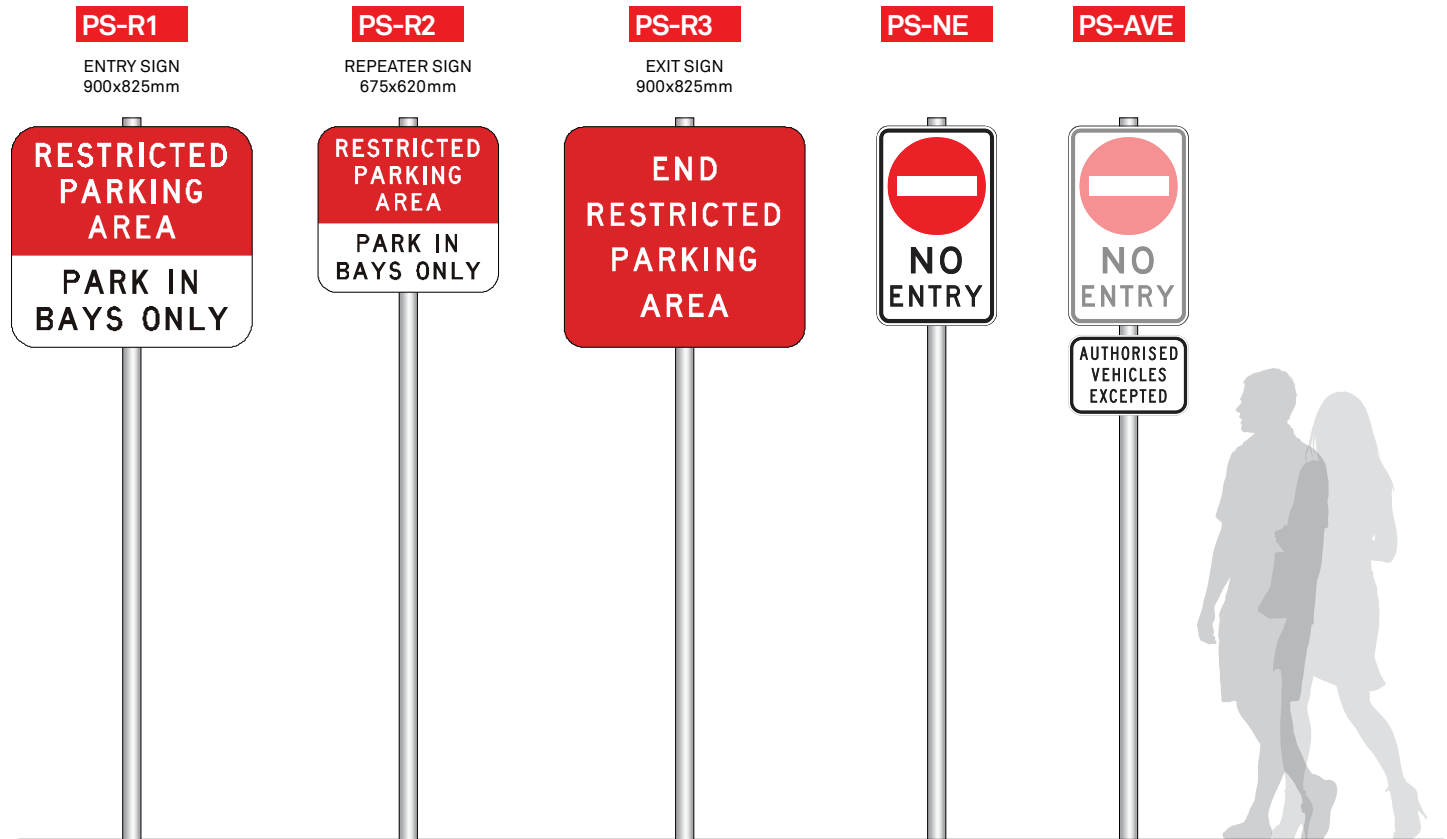 PS-R1
ENTRY SIGN
900x825mm
RESTRICTED
PARKING
AREA
PARK IN
BAYS ONLY
PS-R2
REPEATER SIGN
675x620mm
RESTRICTED
PARKING
AREA
PARK IN
BAYS ONLY
PS-R3
EXIT SIGN
900x825mm
END
RESTRICTED
PARKING
AREA
PS-NE
NO
ENTRY
PS-AVE
NO
ENTRY
AUTHORISED
VEHICLES
EXCEPTED